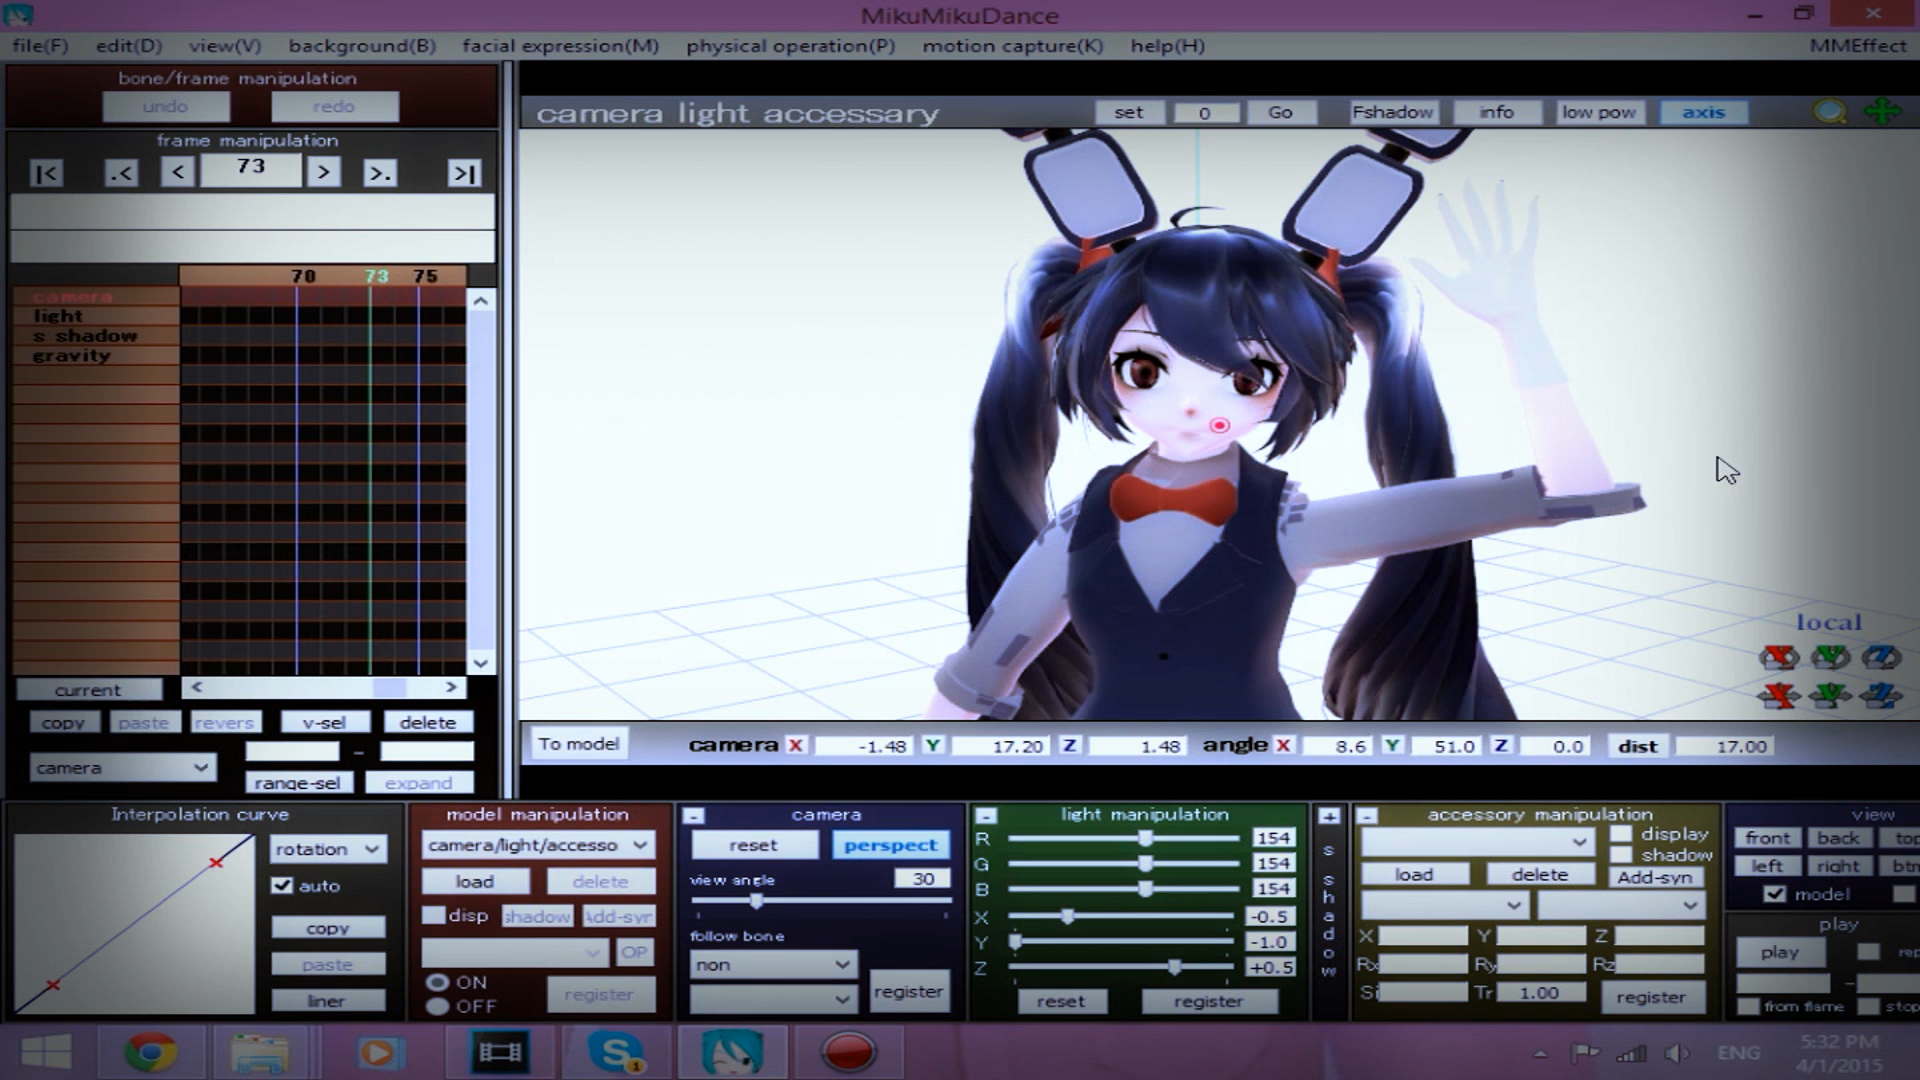 MikuMikuDance
file(F) edit(D) view(V) background(B) facial expression(M) physical operation(P) motion capture(K) help(H) MMEffect
bone/frame manipulation
undo redo
frame manipulation
|< .< < 73 > >. >|
70 73 75
camera
light
s shadow
gravity
current < >
copy paste revers v-sel delete
camera -
range-sel expand
camera light accessary set 0 Go Fshadow info low pow axis
local
X Y Z
X Y Z
To model camera X -1.48 Y 17.20 Z 1.48 angle X 8.6 Y 51.0 Z 0.0 dist 17.00
Interpolation curve
rotation
auto
copy
paste
liner
model manipulation
camera/light/accesso
load delete
disp shadow Add-syn
OP
ON
OFF
register
- camera
reset perspect
view angle 30
follow bone
non
register
- light manipulation
R 154
G 154
B 154
X -0.5
Y -1.0
Z +0.5
reset register
+
s
s
h
a
d
o
w
- accessory manipulation
display
shadow
load delete Add-syn
X Y Z
Rx Ry Rz
Si Tr 1.00 register
view
front back top
left right btm
model
play
play rep
-
from flame stop
S 1
ENG
5:32 PM
4/1/2015